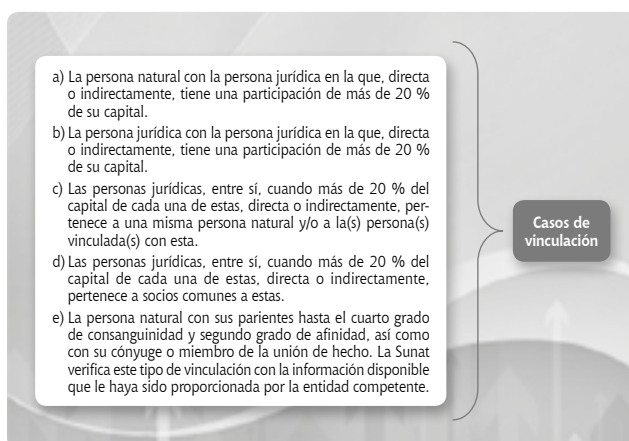 a) La persona natural con la persona jurídica en la que, directa
o indirectamente, tiene una participación de más de 20 %
de su capital.
b) La persona jurídica con la persona jurídica en la que, directa
o indirectamente, tiene una participación de más de 20 %
de su capital.
c) Las personas jurídicas, entre sí, cuando más de 20 % del
capital de cada una de estas, directa o indirectamente, per-
tenece a una misma persona natural y/o a la(s) persona(s)
vinculada(s) con esta.
d) Las personas jurídicas, entre sí, cuando más de 20 % del
capital de cada una de estas, directa o indirectamente,
pertenece a socios comunes a estas.
e) La persona natural con sus parientes hasta el cuarto grado
de consanguinidad y segundo grado de afinidad, así como
con su cónyuge o miembro de la unión de hecho. La Sunat
verifica este tipo de vinculación con la información disponible
que le haya sido proporcionada por la entidad competente.
Casos de
vinculación